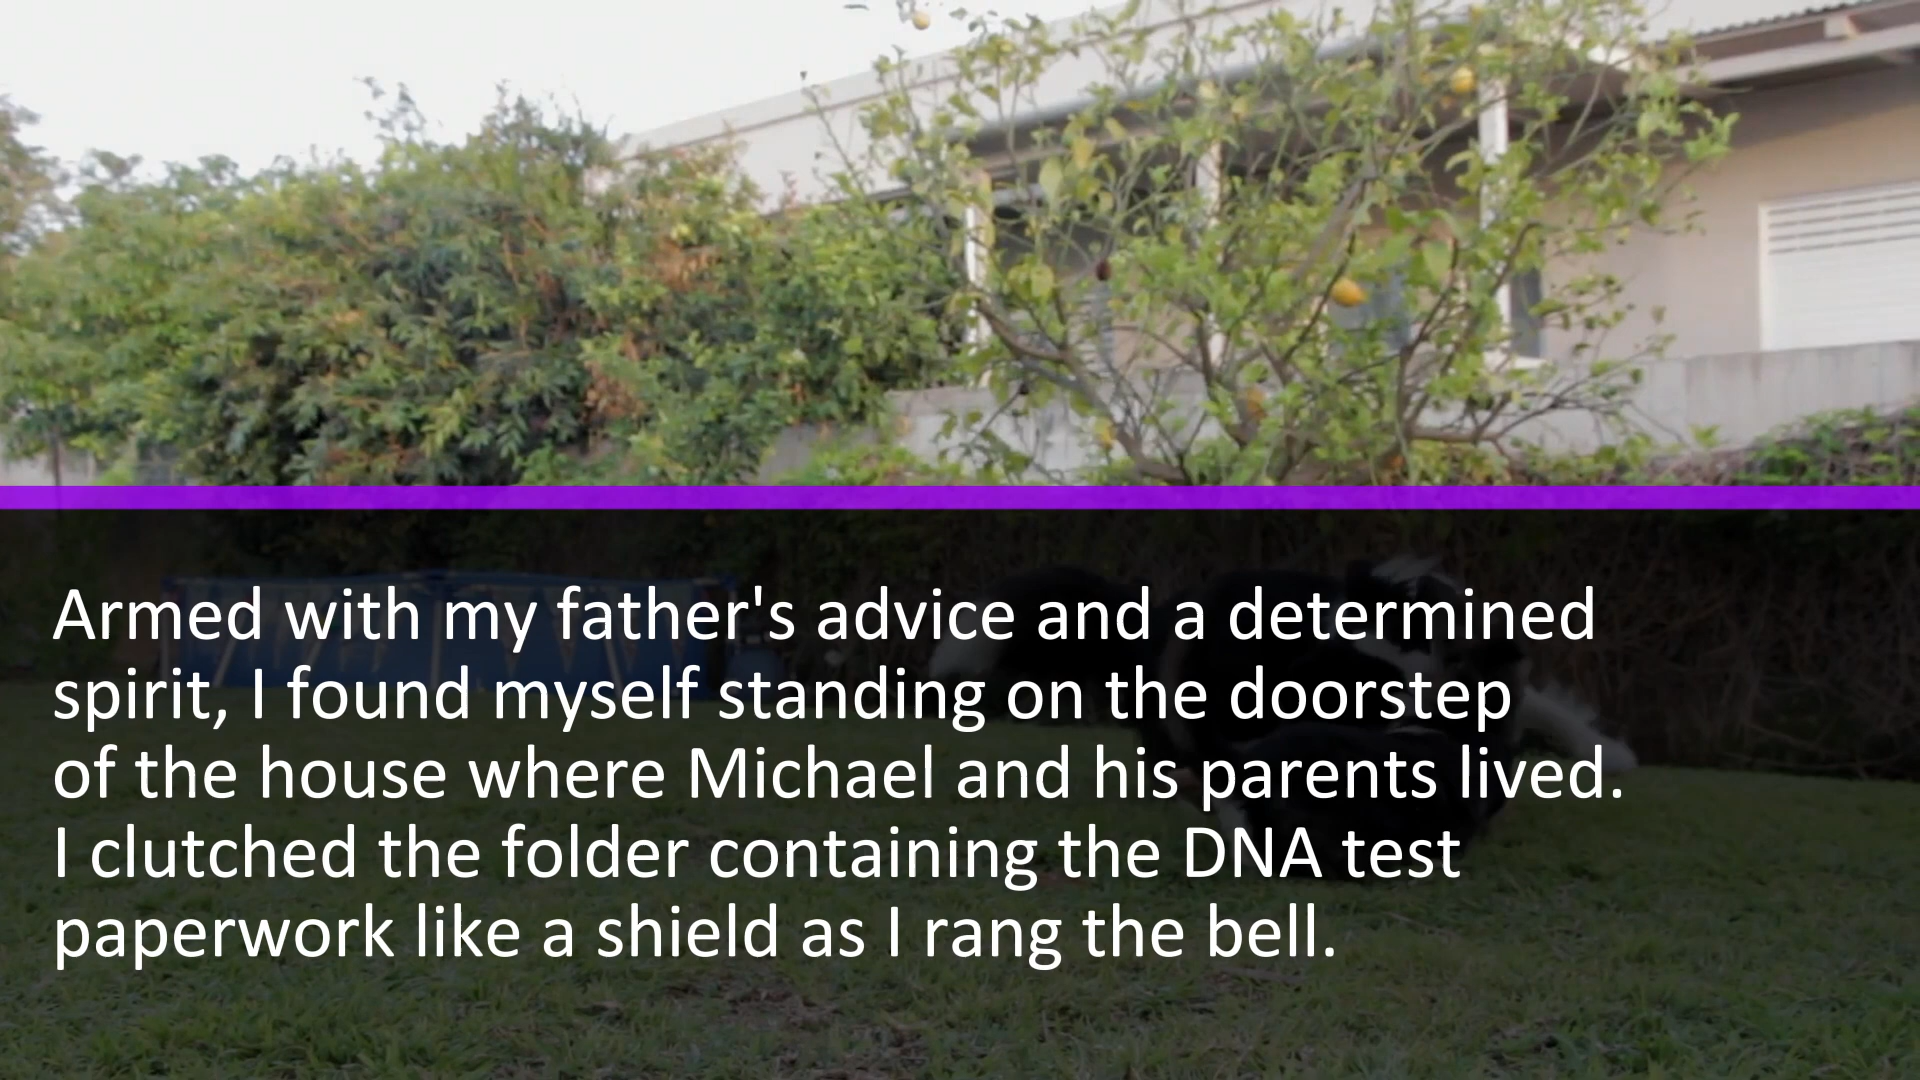 Armed with my father's advice and a determined
spirit, I found myself standing on the doorstep
of the house where Michael and his parents lived.
I clutched the folder containing the DNA test
paperwork like a shield as I rang the bell.